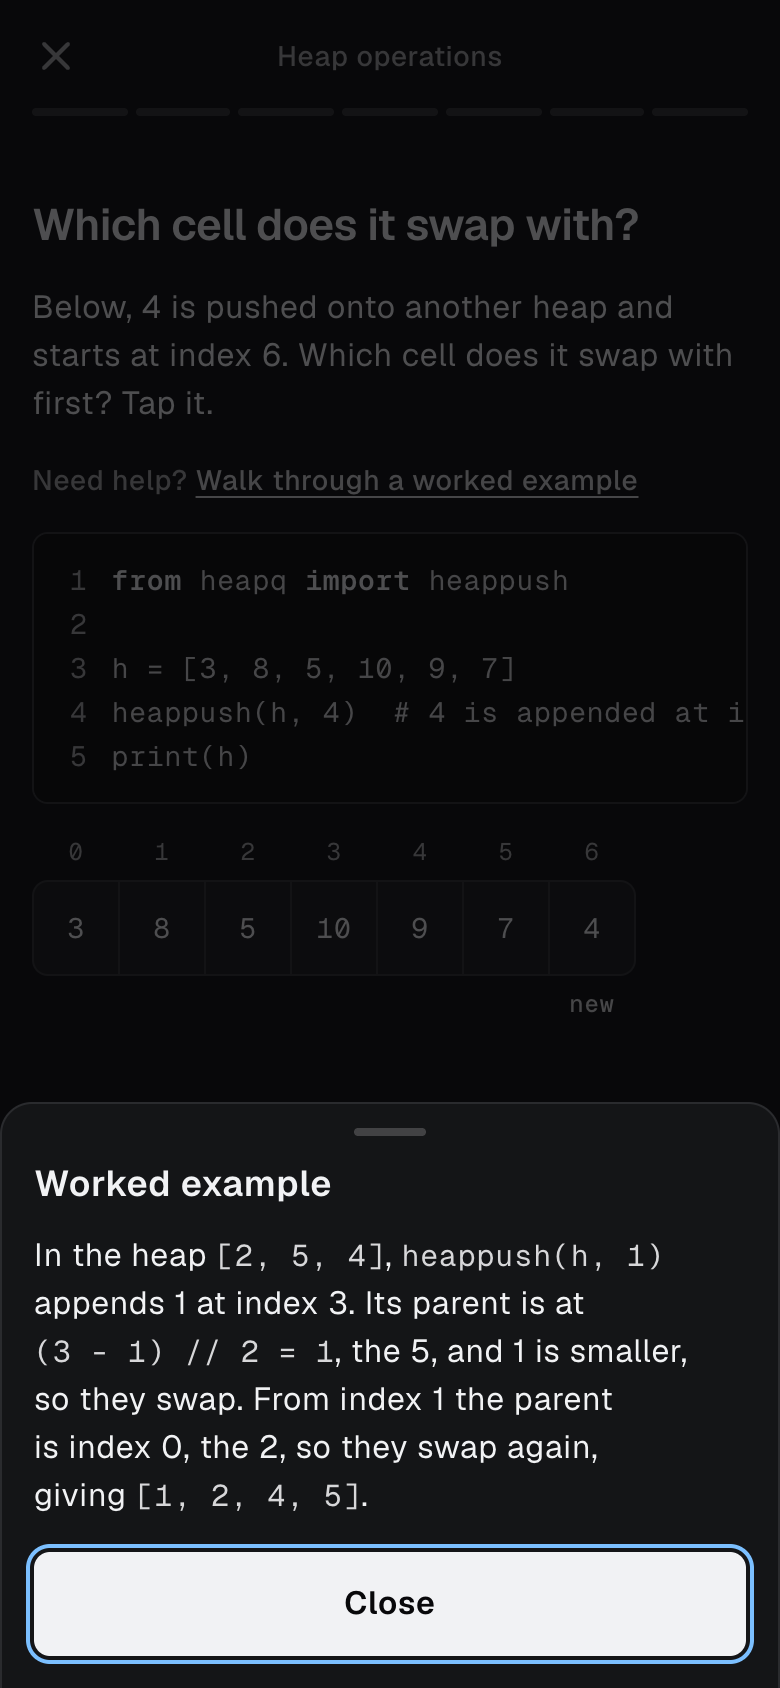 Heap operations
Which cell does it swap with?
Below, 4 is pushed onto another heap and
starts at index 6. Which cell does it swap with
first? Tap it.
Need help? Walk through a worked example
1 from heapq import heappush
2
3 h = [3, 8, 5, 10, 9, 7]
4 heappush(h, 4)  # 4 is appended at i
5 print(h)
0 1 2 3 4 5 6
3 8 5 10 9 7 4
new
Worked example
In the heap [2, 5, 4], heappush(h, 1)
appends 1 at index 3. Its parent is at
(3 - 1) // 2 = 1, the 5, and 1 is smaller,
so they swap. From index 1 the parent
is index 0, the 2, so they swap again,
giving [1, 2, 4, 5].
Close